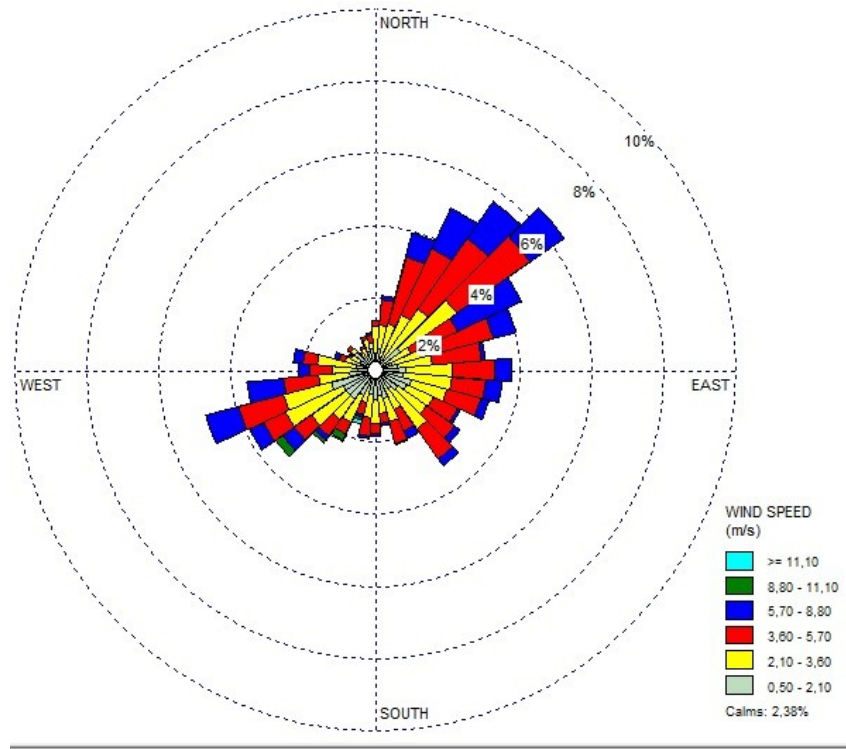 NORTH
10%
8%
6%
4%
2%
WEST
EAST
SOUTH
WIND SPEED
(m/s)
>= 11,10
8,80 - 11,10
5,70 - 8,80
3,60 - 5,70
2,10 - 3,60
0,50 - 2,10
Calms: 2,38%